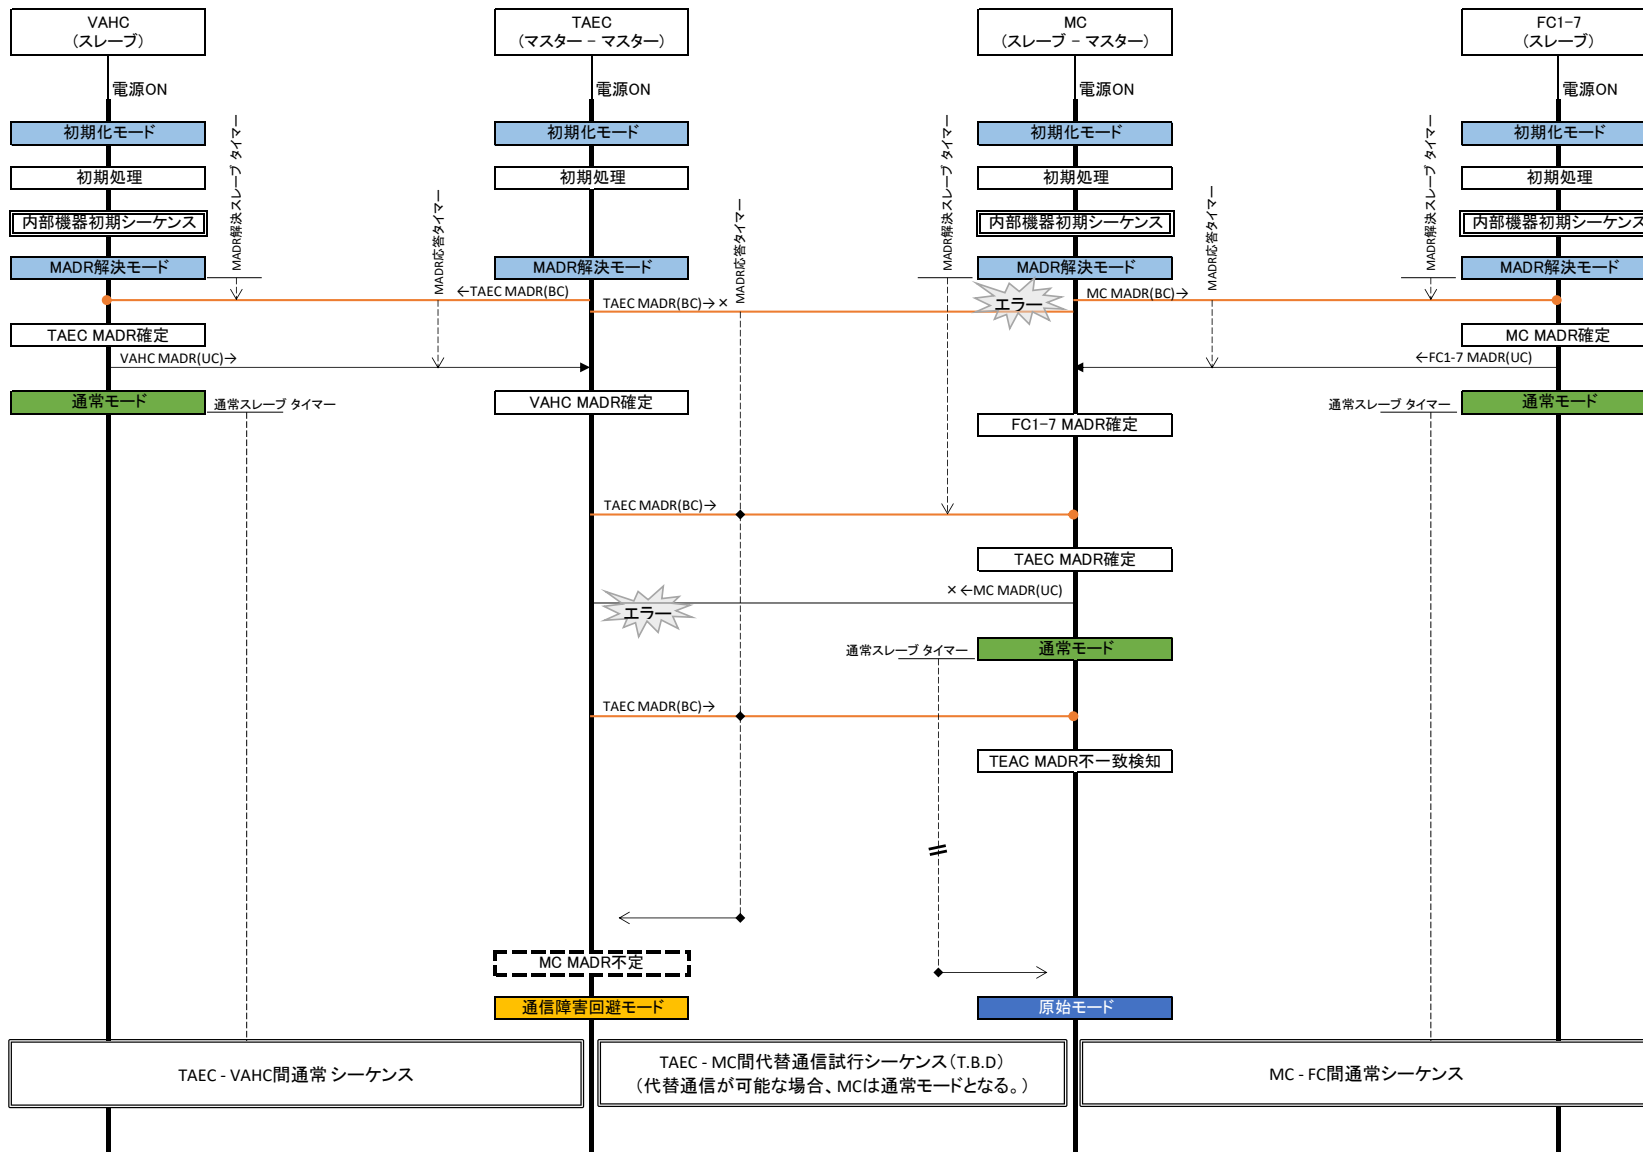 VAHC
（スレーブ）
TAEC
（マスター － マスター）
MC
（スレーブ － マスター）
FC1-7
（スレーブ）
電源ON
電源ON
電源ON
電源ON
初期化モード
初期化モード
初期化モード
初期化モード
初期処理
初期処理
初期処理
初期処理
内部機器初期シーケンス
内部機器初期シーケンス
内部機器初期シーケンス
MADR解決スレーブ タイマー
MADR応答タイマー
MADR応答タイマー
MADR解決スレーブ タイマー
MADR応答タイマー
MADR解決スレーブ タイマー
MADR解決モード
MADR解決モード
MADR解決モード
MADR解決モード
←TAEC MADR(BC)
TAEC MADR(BC)→ ×
エラー
MC MADR(BC)→
TAEC MADR確定
MC MADR確定
VAHC MADR(UC)→
←FC1-7 MADR(UC)
通常モード
通常スレーブ タイマー
VAHC MADR確定
通常スレーブ タイマー
通常モード
FC1-7 MADR確定
TAEC MADR(BC)→
TAEC MADR確定
× ←MC MADR(UC)
エラー
通常スレーブ タイマー
通常モード
TAEC MADR(BC)→
TEAC MADR不一致検知
MC MADR不定
通信障害回避モード
原始モード
TAEC - VAHC間通常 シーケンス
TAEC - MC間代替通信試行シーケンス（T.B.D）
（代替通信が可能な場合、MCは通常モードとなる。）
MC - FC間通常シーケンス